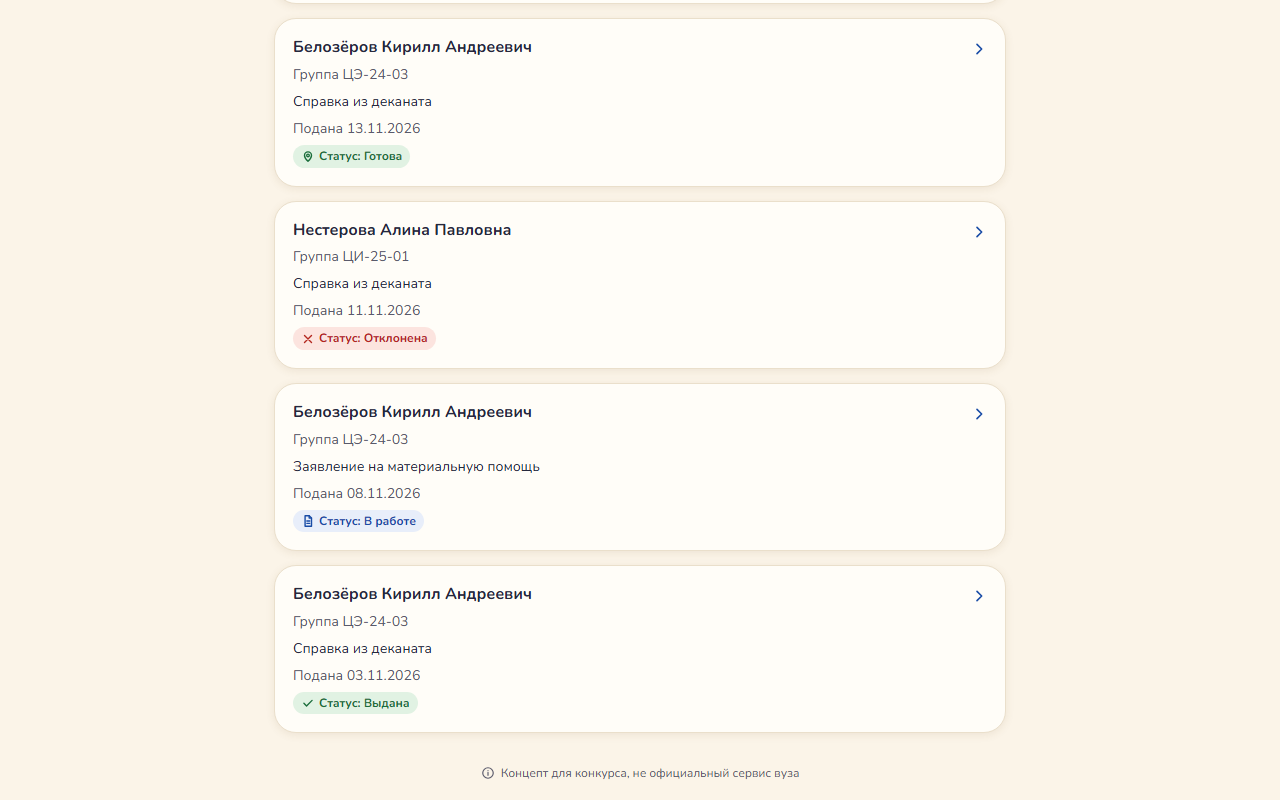 Белозёров Кирилл Андреевич
Группа ЦЭ-24-03
Справка из деканата
Подана 13.11.2026
Статус: Готова
Нестерова Алина Павловна
Группа ЦИ-25-01
Справка из деканата
Подана 11.11.2026
Статус: Отклонена
Белозёров Кирилл Андреевич
Группа ЦЭ-24-03
Заявление на материальную помощь
Подана 08.11.2026
Статус: В работе
Белозёров Кирилл Андреевич
Группа ЦЭ-24-03
Справка из деканата
Подана 03.11.2026
Статус: Выдана
Концепт для конкурса, не официальный сервис вуза